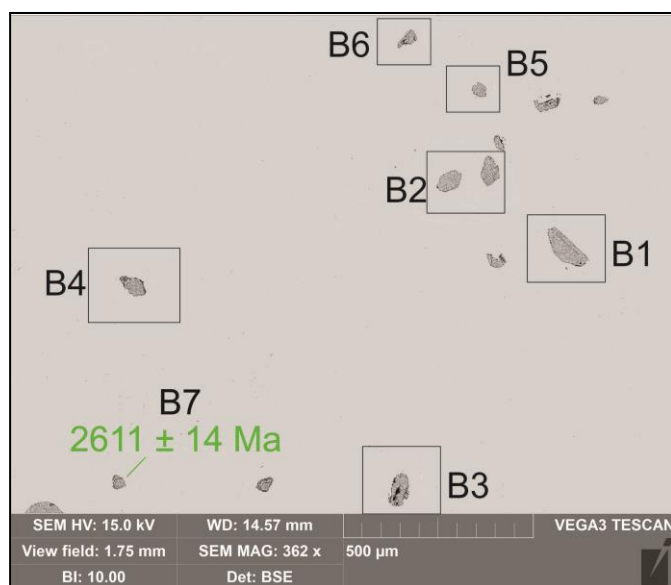 B6
B5
B2
B1
B4
B7
2611 ± 14 Ma
B3
SEM HV: 15.0 kV WD: 14.57 mm VEGA3 TESCAN
View field: 1.75 mm SEM MAG: 362 x 500 µm
BI: 10.00 Det: BSE